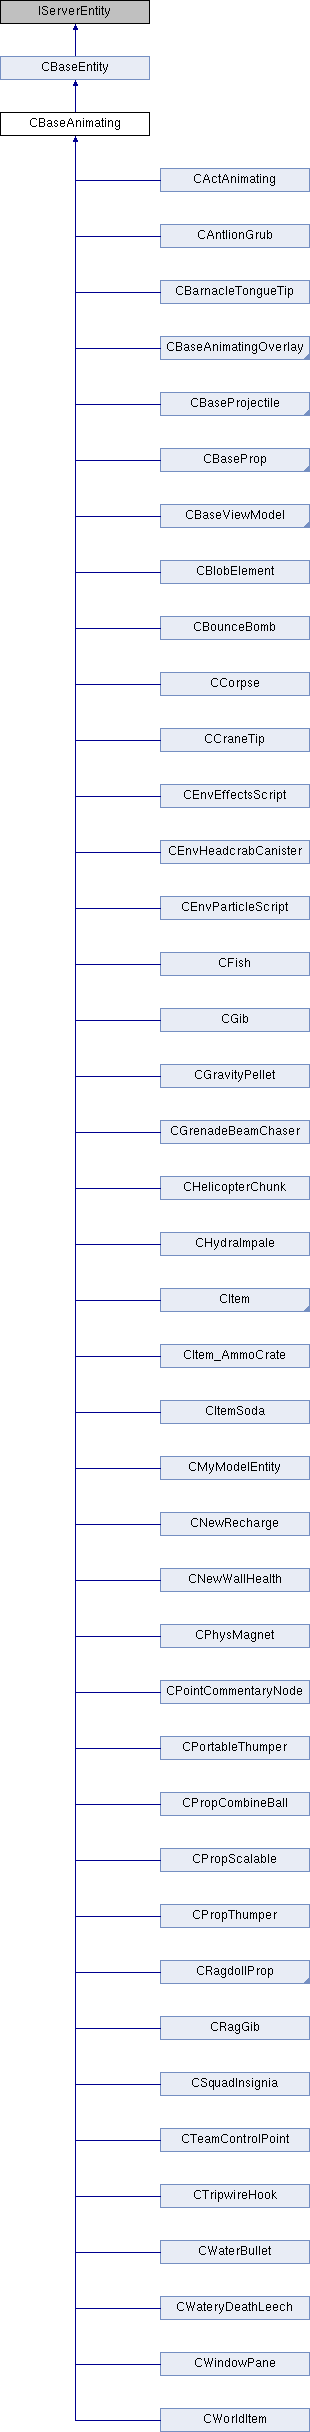 IServerEntity
CBaseEntity
CBaseAnimating
CActAnimating
CAntlionGrub
CBarnacleTongueTip
CBaseAnimatingOverlay
CBaseProjectile
CBaseProp
CBaseViewModel
CBlobElement
CBounceBomb
CCorpse
CCraneTip
CEnvEffectsScript
CEnvHeadcrabCanister
CEnvParticleScript
CFish
CGib
CGravityPellet
CGrenadeBeamChaser
CHelicopterChunk
CHydraImpale
CItem
CItem_AmmoCrate
CItemSoda
CMyModelEntity
CNewRecharge
CNewWallHealth
CPhysMagnet
CPointCommentaryNode
CPortableThumper
CPropCombineBall
CPropScalable
CPropThumper
CRagdollProp
CRagGib
CSquadInsignia
CTeamControlPoint
CTripwireHook
CWaterBullet
CWateryDeathLeech
CWindowPane
CWorldItem